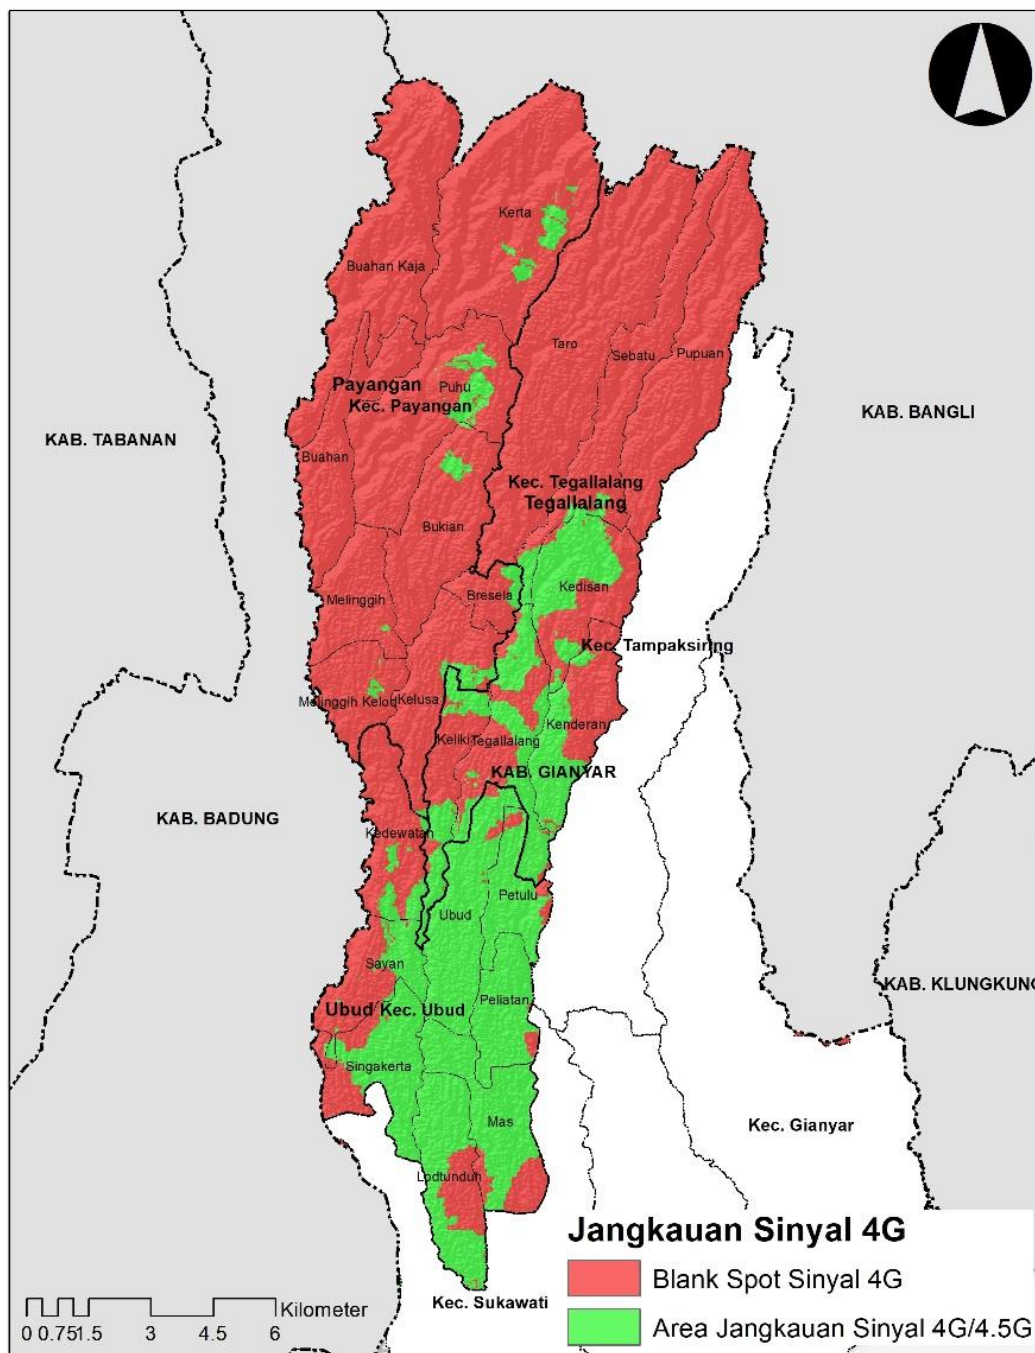 Kerta
Buahan Kaja
Taro
Sebatu
Pupuan
Payangan
Puhu
Kec. Payangan
KAB. TABANAN
KAB. BANGLI
Buahan
Kec. Tegallalang
Tegallalang
Bukian
Kedisan
Bresela
Melinggih
Kec. Tampaksiring
Melinggih Kelod
Kelusa
Keliki
Tegallalang
Kenderan
KAB. GIANYAR
KAB. BADUNG
Kedewatan
Petulu
Ubud
Sayan
KAB. KLUNGKUNG
Peliatan
Ubud
Kec. Ubud
Singakerta
Mas
Kec. Gianyar
Lodtunduh
Jangkauan Sinyal 4G
Blank Spot Sinyal 4G
Area Jangkauan Sinyal 4G/4.5G
Kec. Sukawati
Kilometer
0 0.75 1.5 3 4.5 6